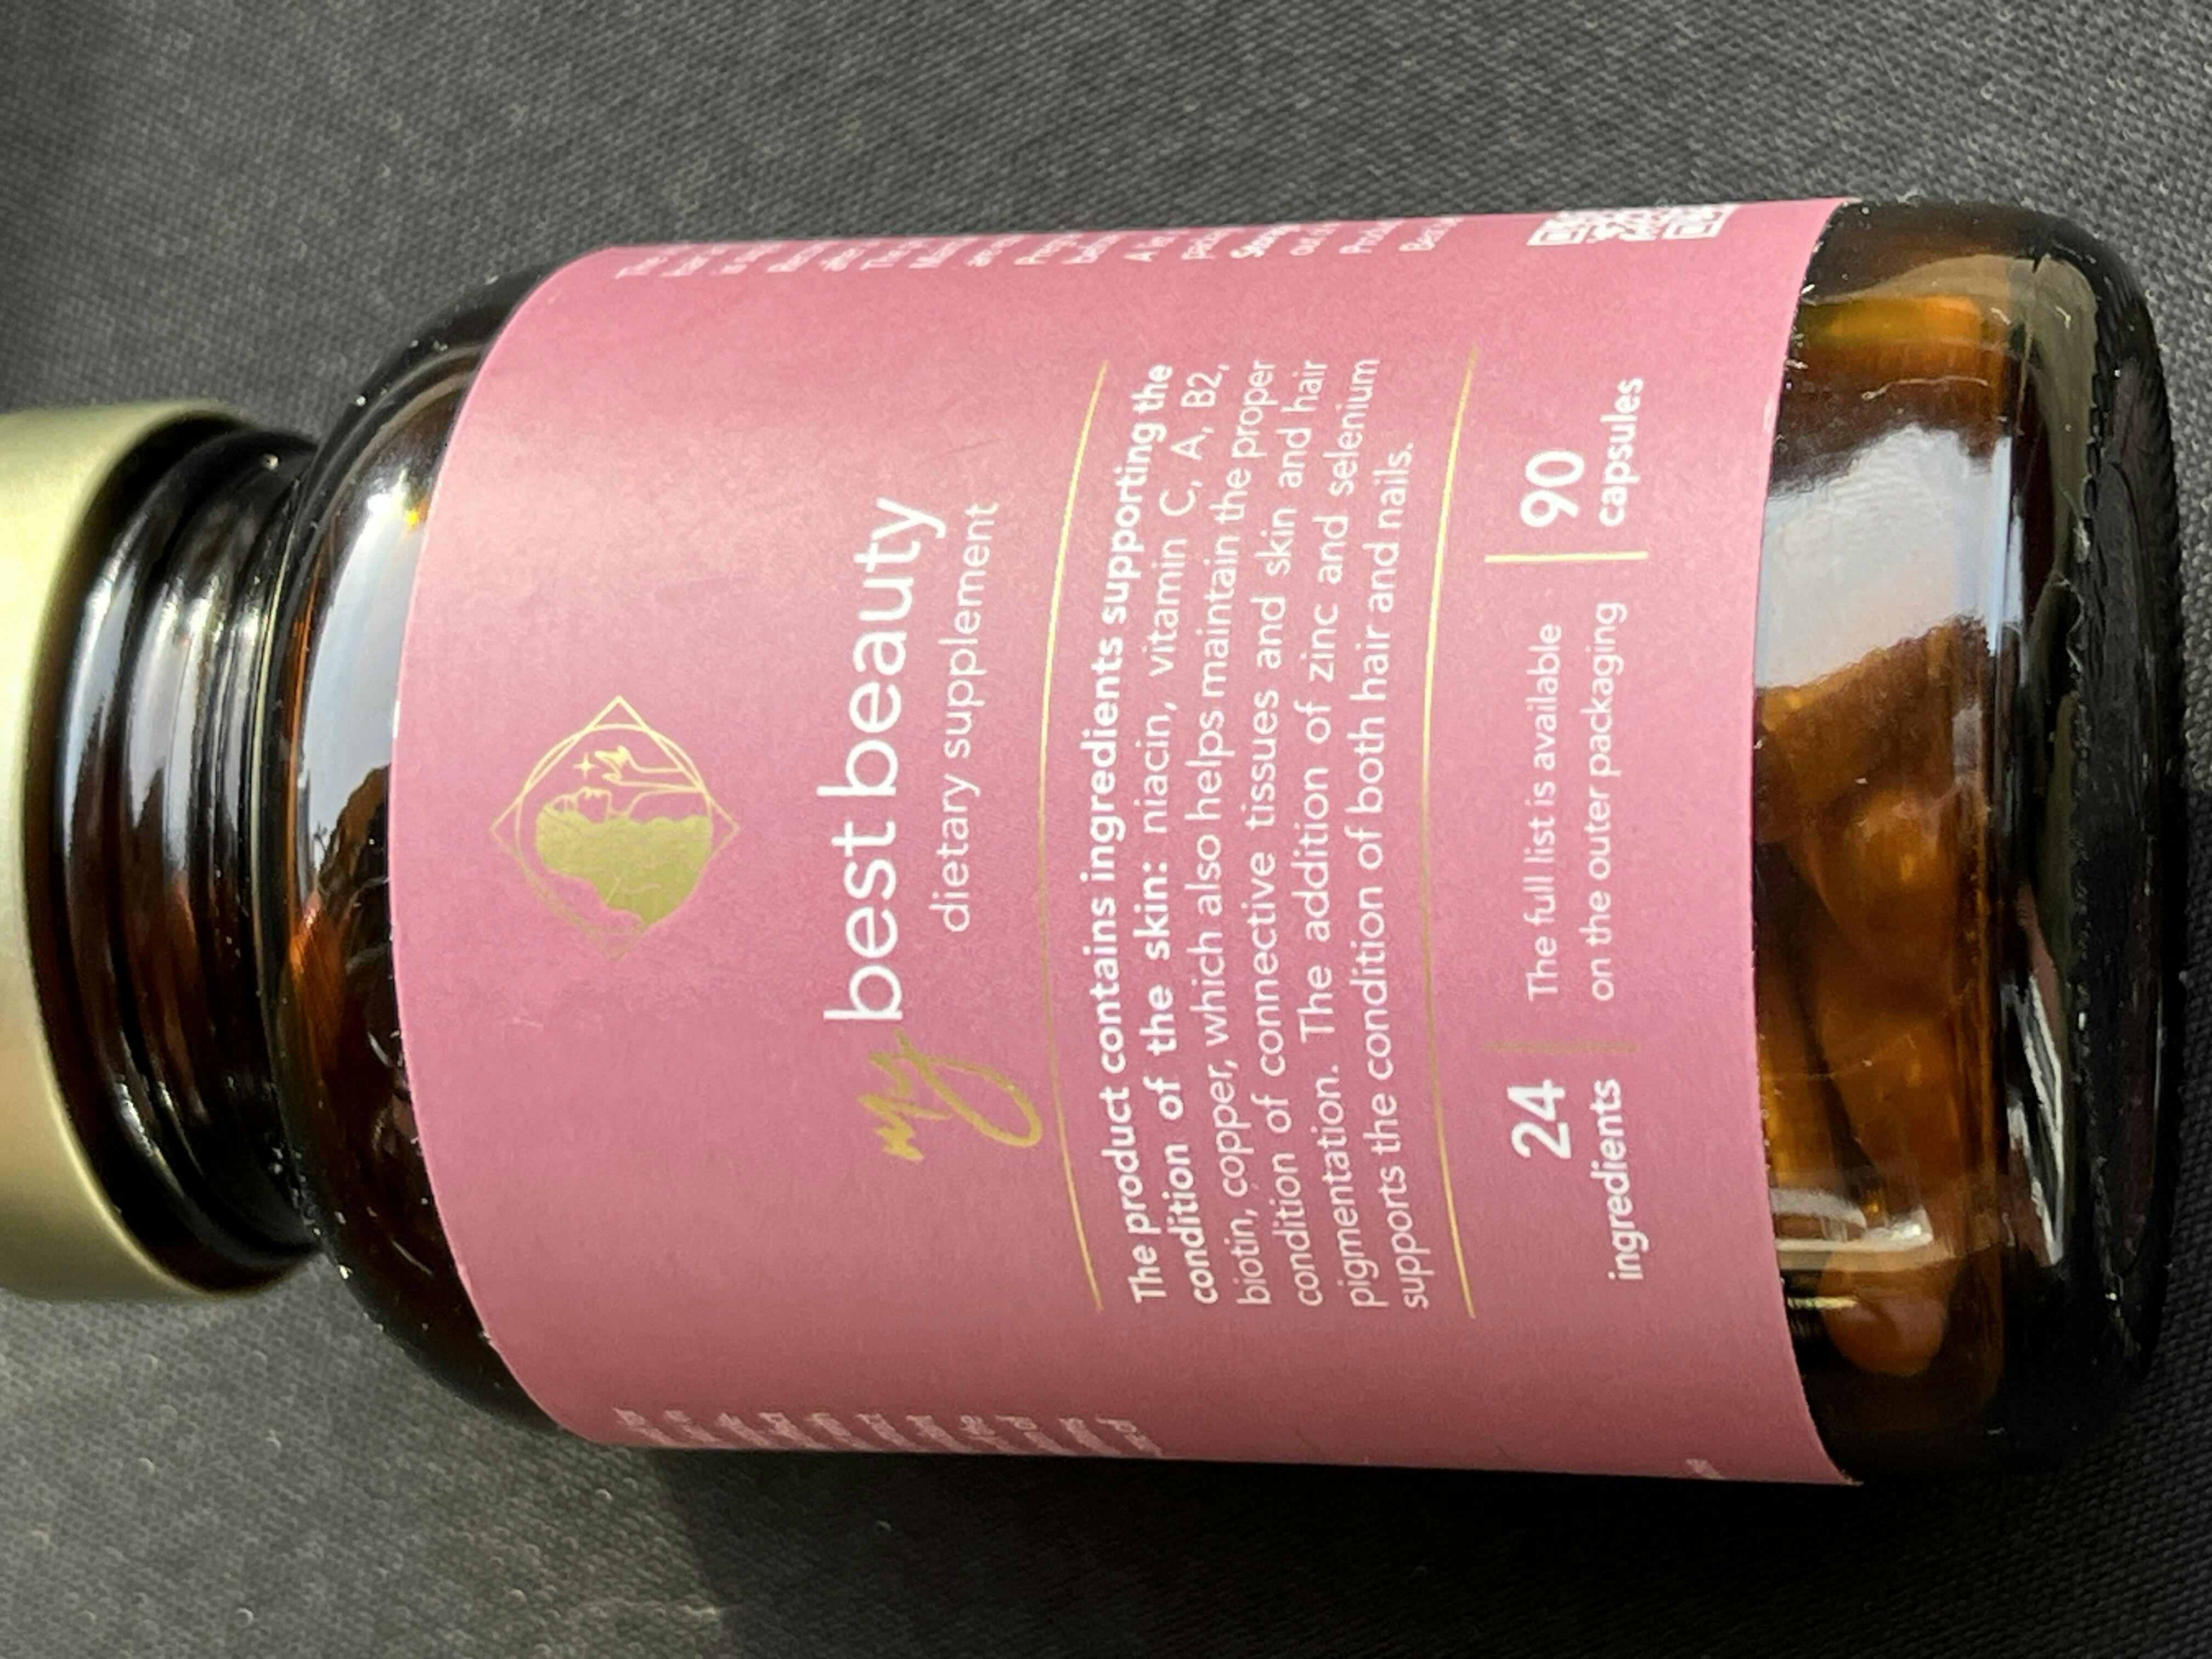 my best beauty
dietary supplement
The product contains ingredients supporting the
condition of the skin: niacin, vitamin C, A, B2,
biotin, copper, which also helps maintain the proper
condition of connective tissues and skin and hair
pigmentation. The addition of zinc and selenium
supports the condition of both hair and nails.
24
ingredients
The full list is available
on the outer packaging
90
capsules